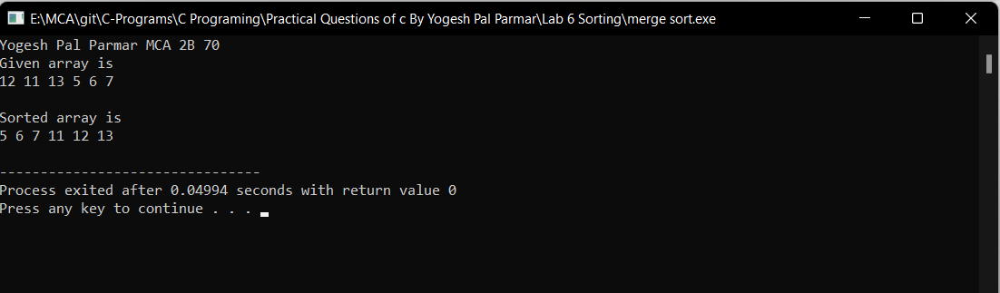 E:\MCA\git\C-Programs\C Programing\Practical Questions of c By Yogesh Pal Parmar\Lab 6 Sorting\merge sort.exe
Yogesh Pal Parmar MCA 2B 70
Given array is
12 11 13 5 6 7
Sorted array is
5 6 7 11 12 13
--------------------------------
Process exited after 0.04994 seconds with return value 0
Press any key to continue . . .